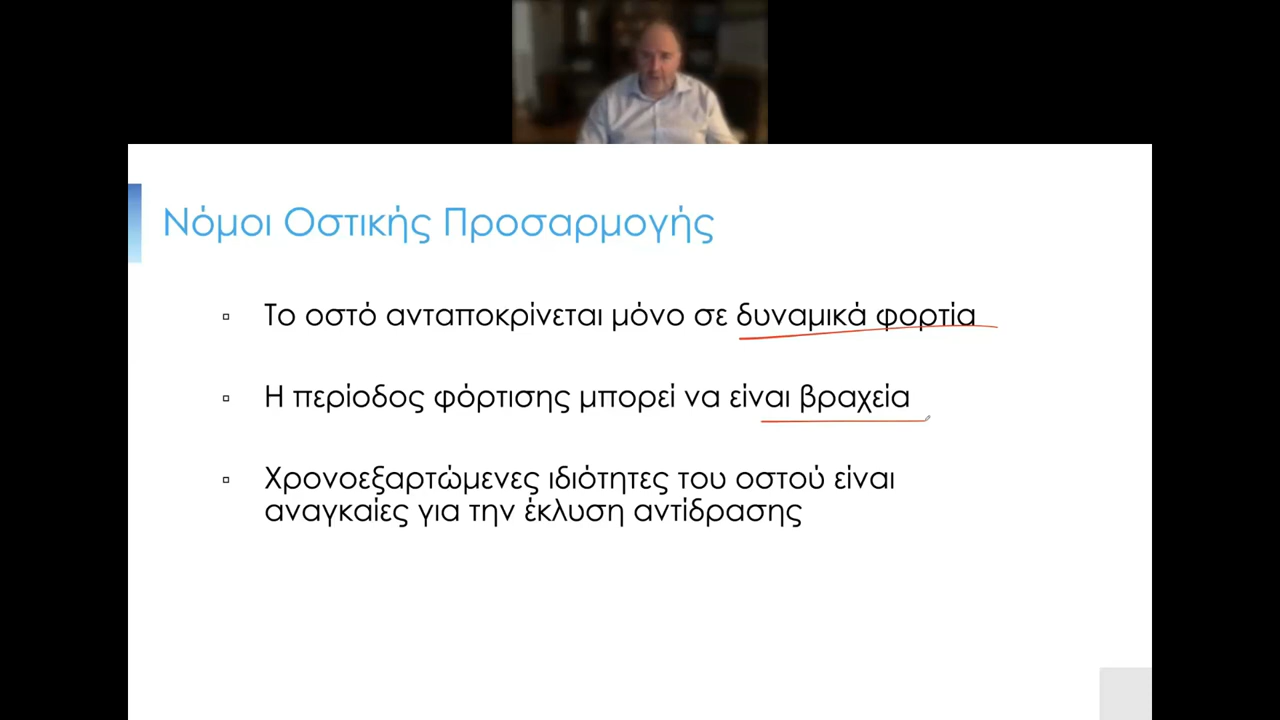 Νόμοι Οστικής Προσαρμογής
Το οστό ανταποκρίνεται μόνο σε δυναμικά φορτία
Η περίοδος φόρτισης μπορεί να είναι βραχεία
Χρονοεξαρτώμενες ιδιότητες του οστού είναι
αναγκαίες για την έκλυση αντίδρασης